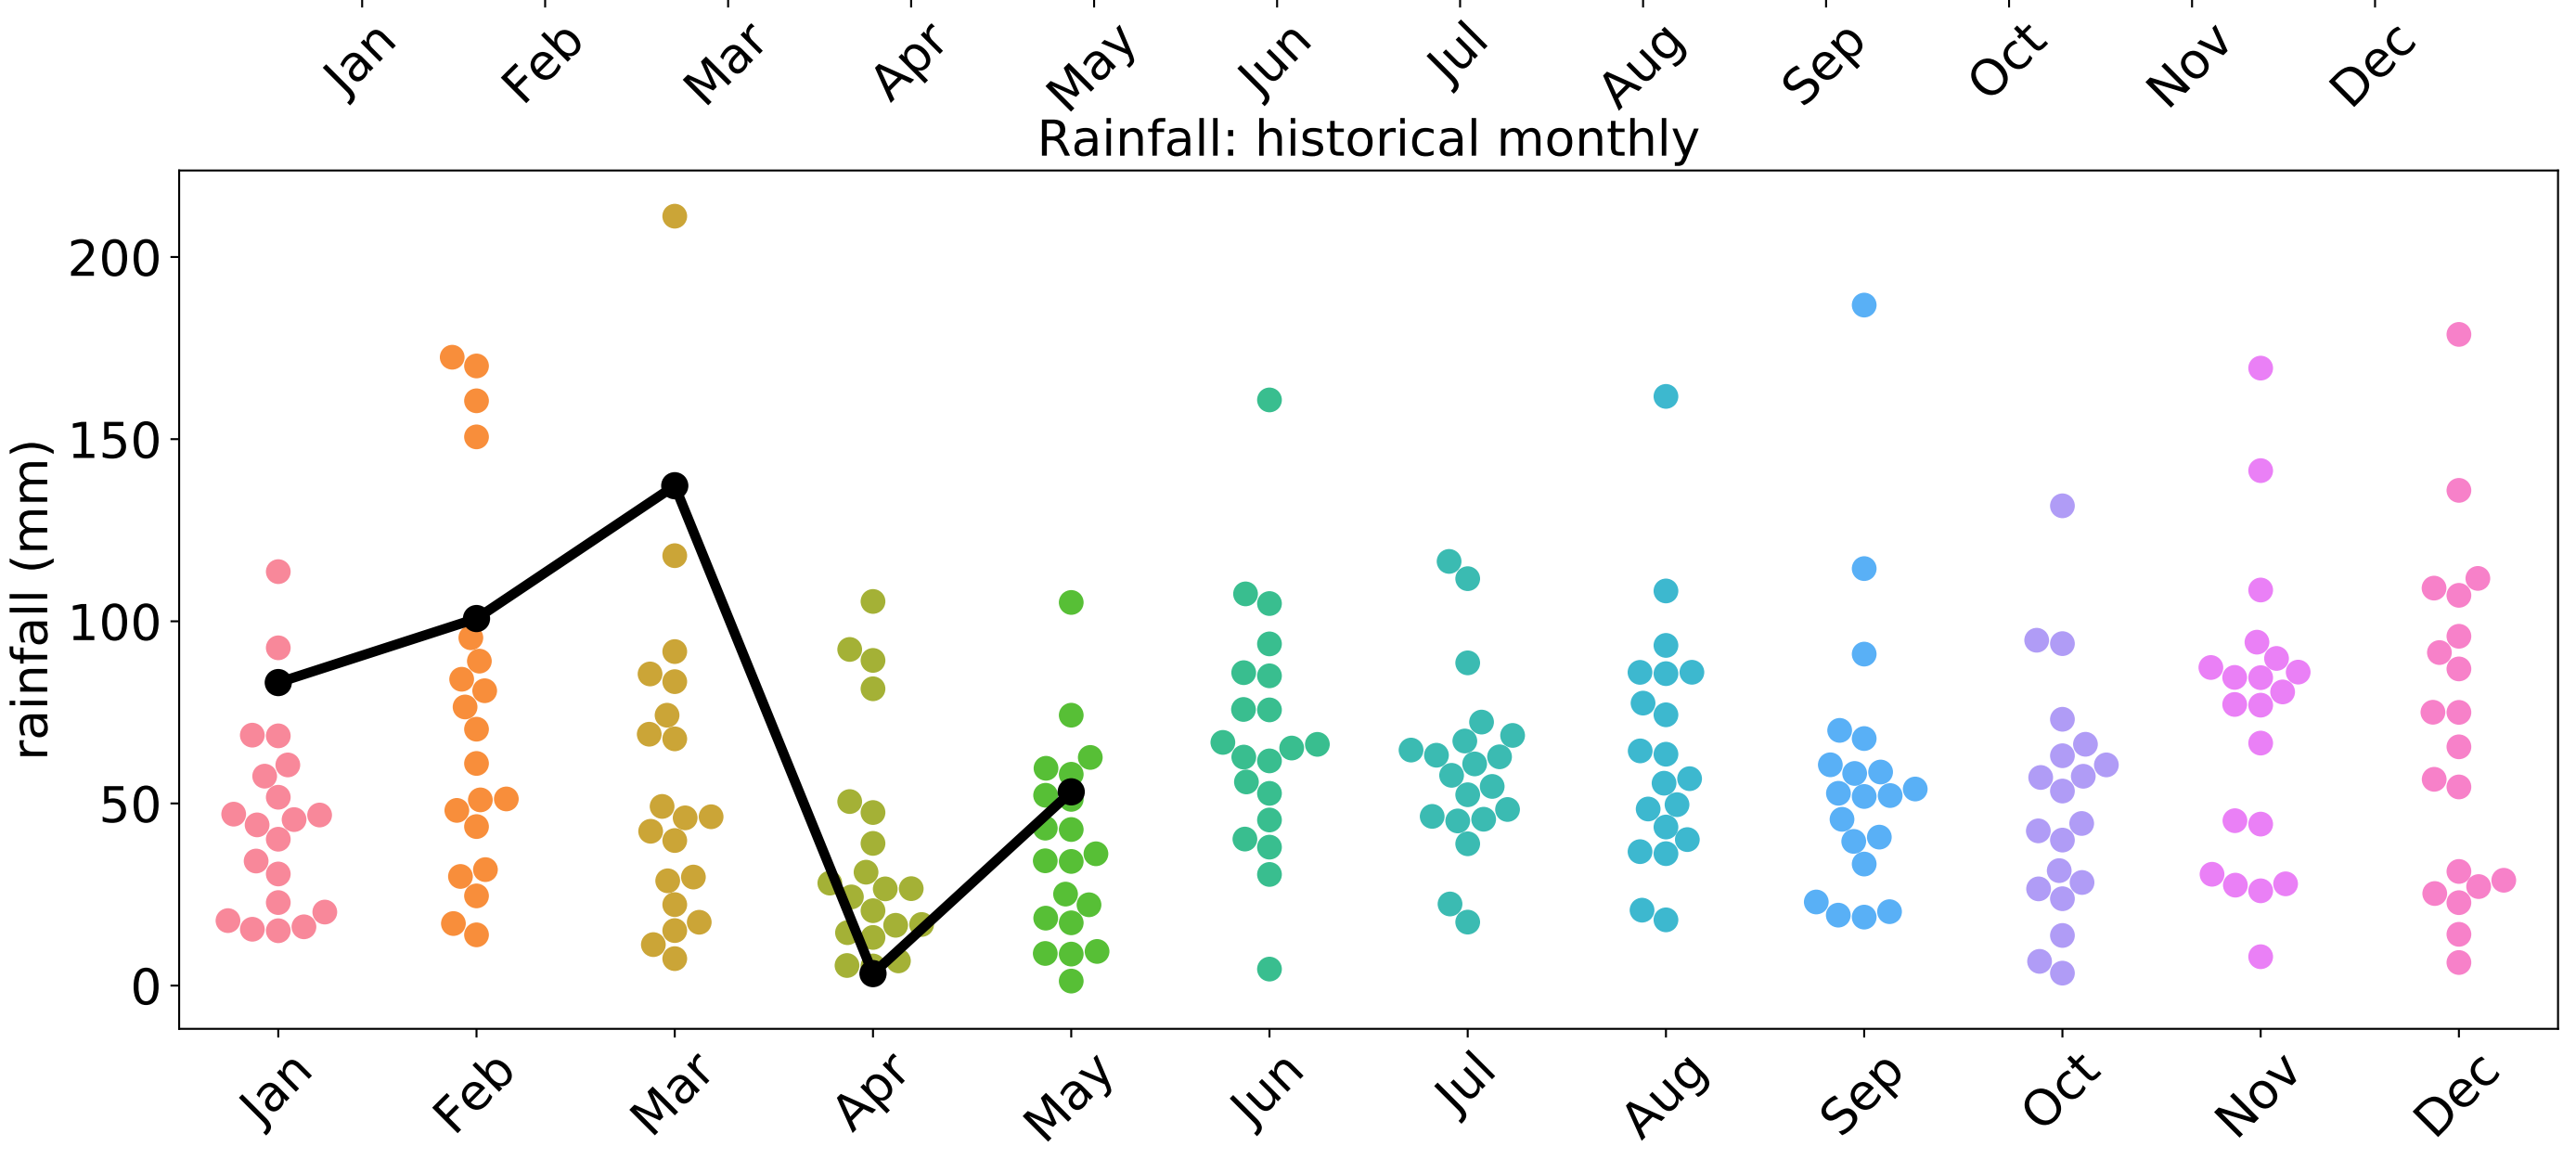 Jan Feb Mar Apr May Jun Jul Aug Sep Oct Nov Dec
Rainfall: historical monthly
rainfall (mm)
200
150
100
50
0
Jan Feb Mar Apr May Jun Jul Aug Sep Oct Nov Dec